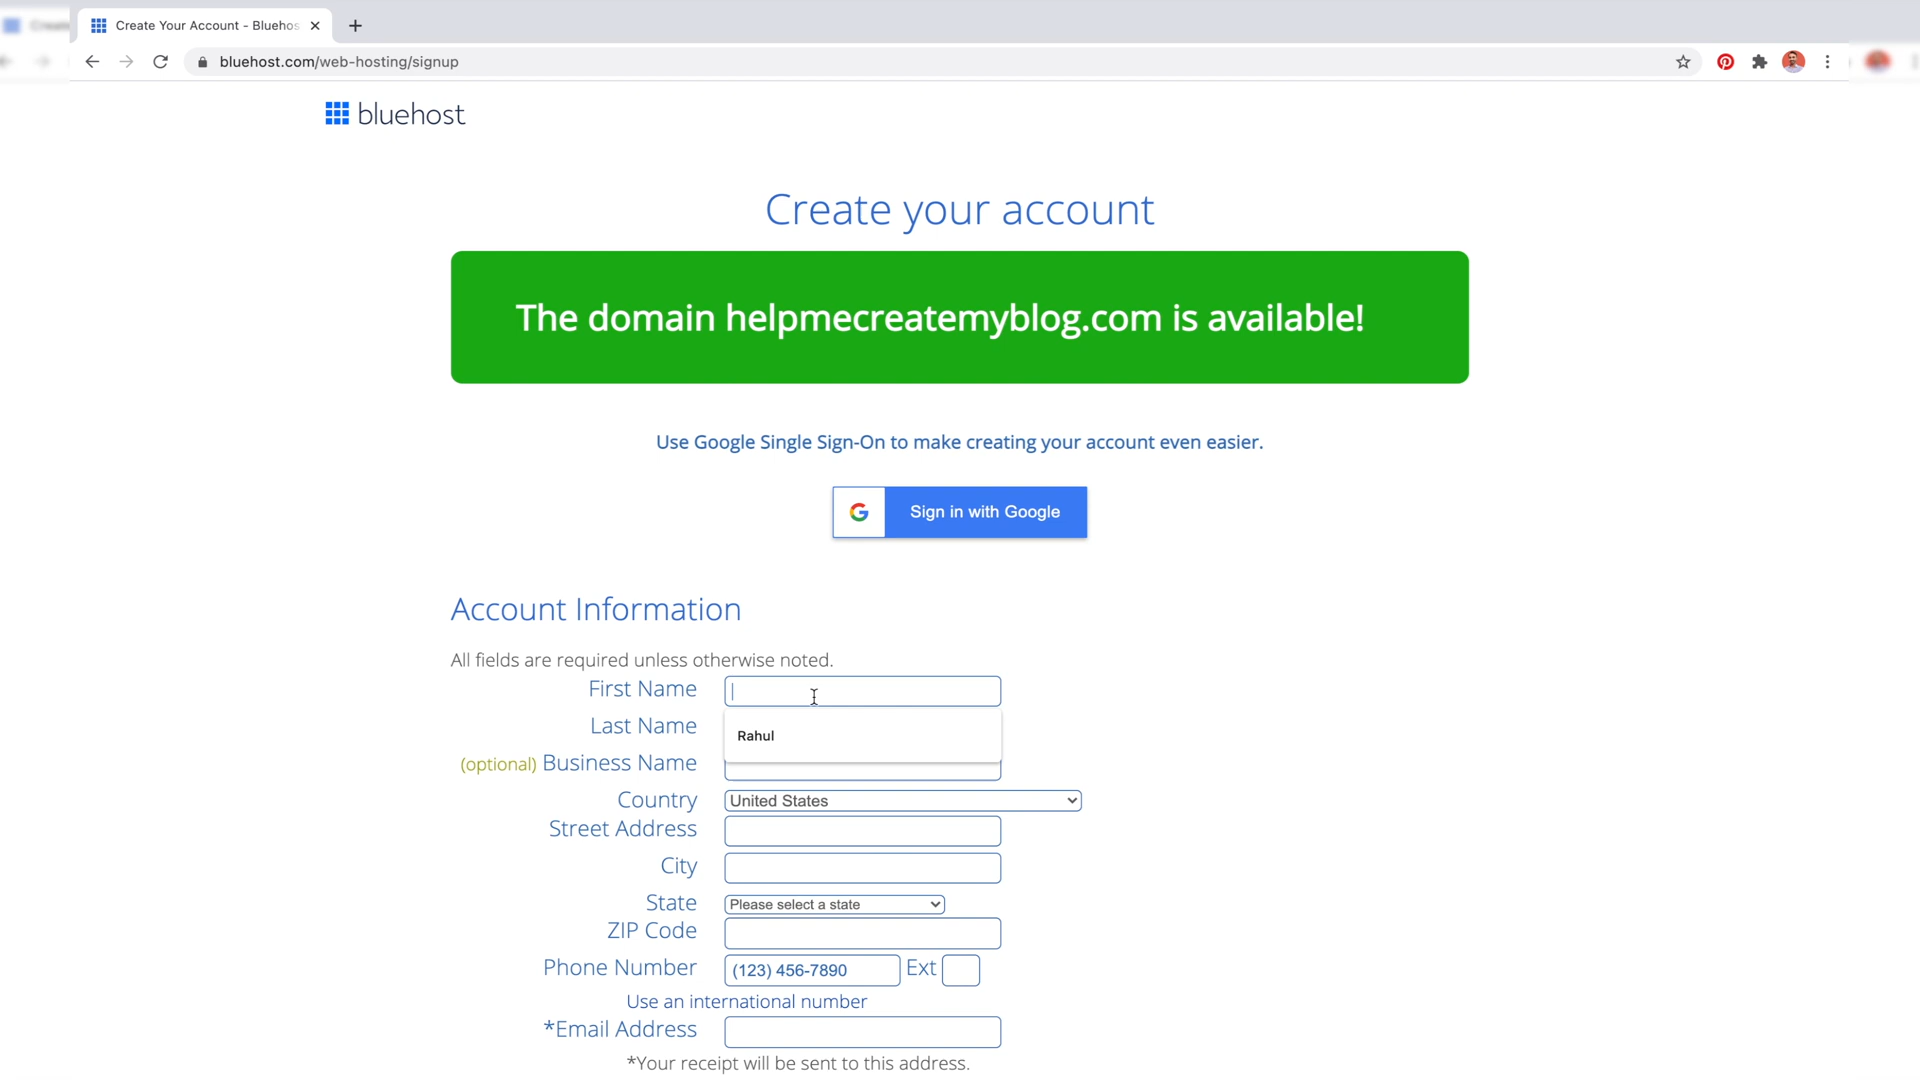 Create Your Account - Bluehos
bluehost.com/web-hosting/signup
bluehost
Create your account
The domain helpmecreatemyblog.com is available!
Use Google Single Sign-On to make creating your account even easier.
Sign in with Google
Account Information
All fields are required unless otherwise noted.
First Name
Last Name
Rahul
(optional) Business Name
Country United States
Street Address
City
State Please select a state
ZIP Code
Phone Number (123) 456-7890 Ext
Use an international number
*Email Address
*Your receipt will be sent to this address.